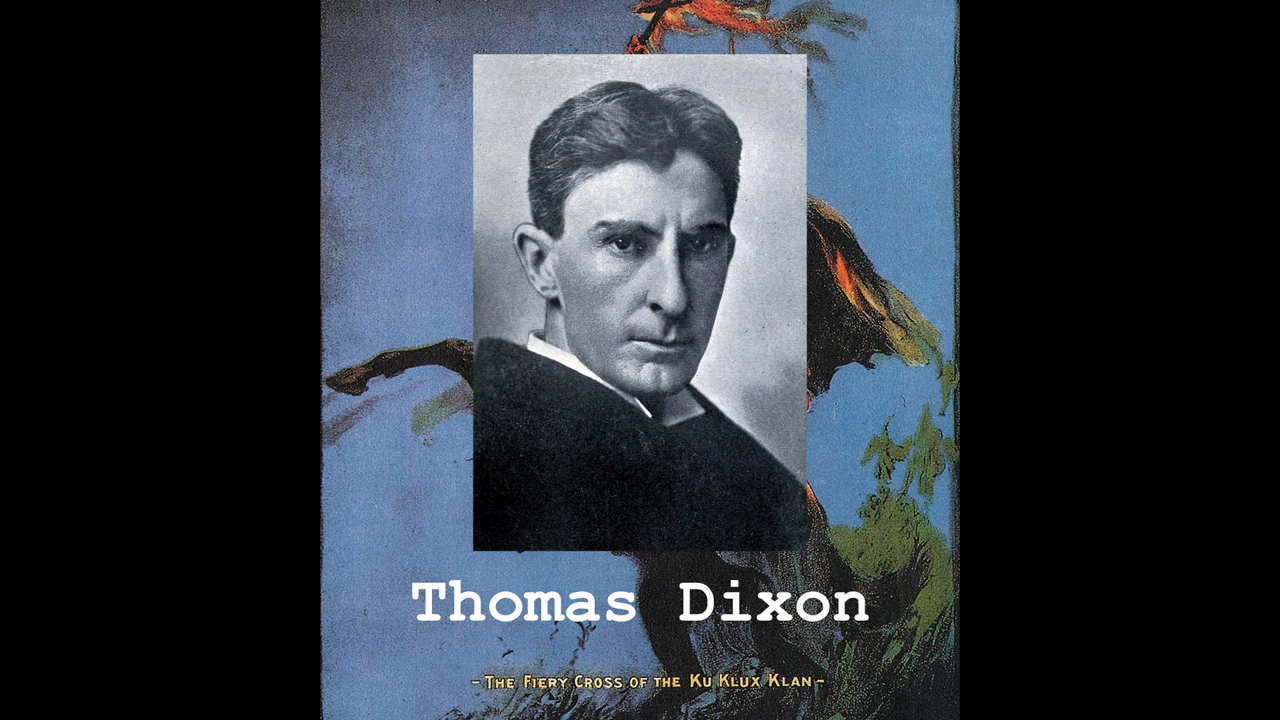 Thomas Dixon
- THE FIERY CROSS OF THE KU KLUX KLAN -